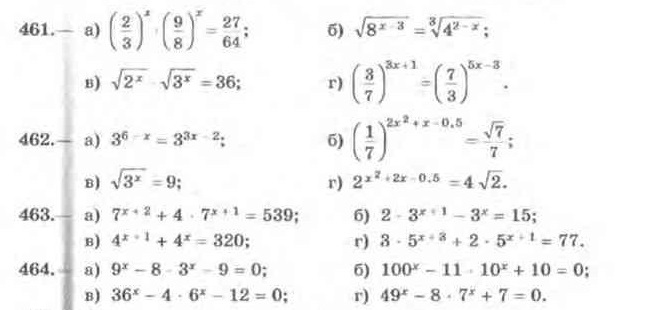 461.— а) (2/3)^x · (9/8)^x = 27/64; б) √(8^(x−3)) = ∛(4^(2−x));
в) √(2^x) · √(3^x) = 36; г) (3/7)^(3x+1) = (7/3)^(5x−3).
462.— а) 3^(6−x) = 3^(3x−2); б) (1/7)^(2x²+x−0,5) = √7/7;
в) √(3^x) = 9; г) 2^(x²+2x−0.5) = 4√2.
463.— а) 7^(x+2) + 4 · 7^(x+1) = 539; б) 2 · 3^(x+1) − 3^x = 15;
в) 4^(x+1) + 4^x = 320; г) 3 · 5^(x+3) + 2 · 5^(x+1) = 77.
464.— а) 9^x − 8 · 3^x − 9 = 0; б) 100^x − 11 · 10^x + 10 = 0;
в) 36^x − 4 · 6^x − 12 = 0; г) 49^x − 8 · 7^x + 7 = 0.